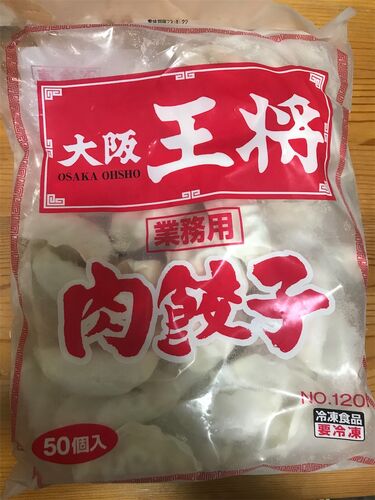 大阪王将
OSAKA OHSHO
業務用
肉餃子
NO.120
冷凍食品
要冷凍
50個入